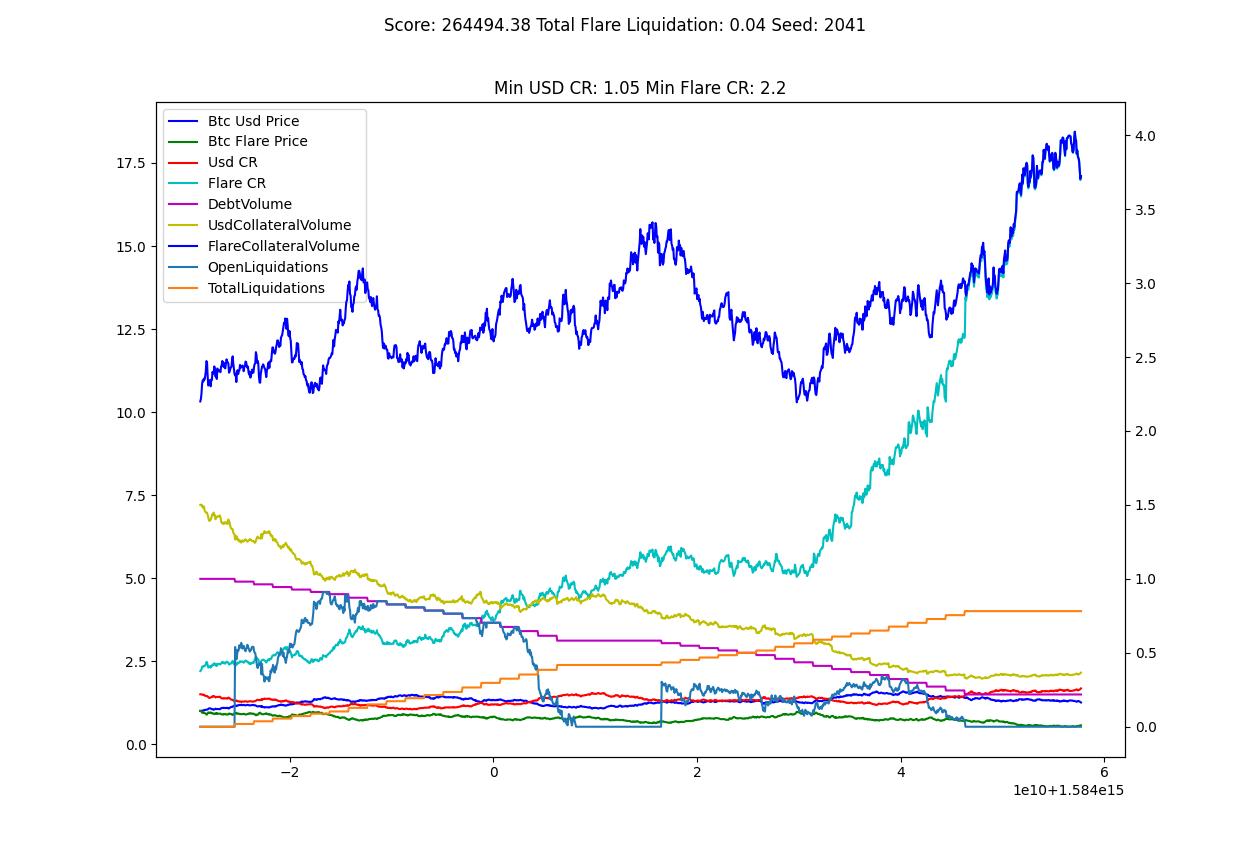 Score: 264494.38 Total Flare Liquidation: 0.04 Seed: 2041
Min USD CR: 1.05 Min Flare CR: 2.2
Btc Usd Price
Btc Flare Price
Usd CR
Flare CR
DebtVolume
UsdCollateralVolume
FlareCollateralVolume
OpenLiquidations
TotalLiquidations
17.5
15.0
12.5
10.0
7.5
5.0
2.5
0.0
4.0
3.5
3.0
2.5
2.0
1.5
1.0
0.5
0.0
−2 0 2 4 6
1e10+1.584e15